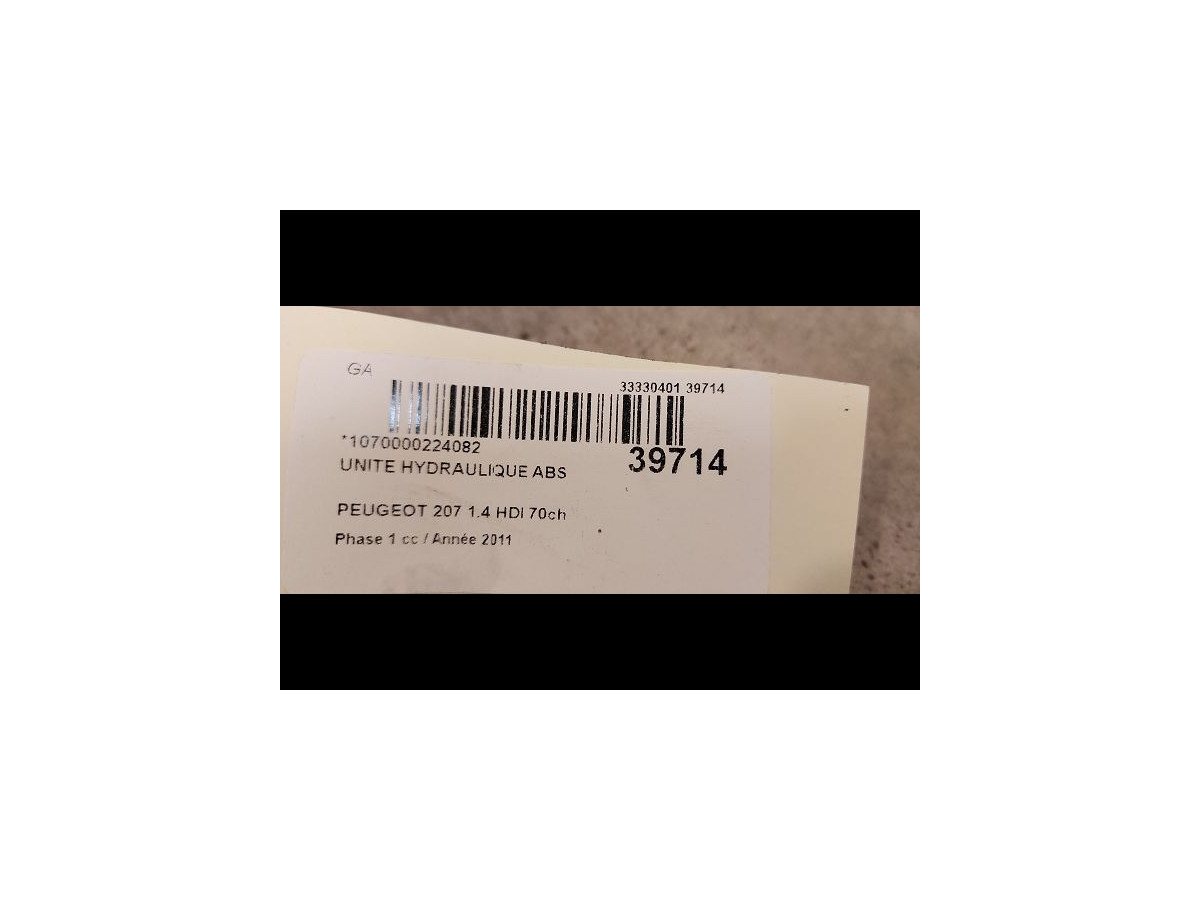 GA
33330401 39714
*1070000224082
39714
UNITE HYDRAULIQUE ABS
PEUGEOT 207 1.4 HDI 70ch
Phase 1 cc / Année 2011